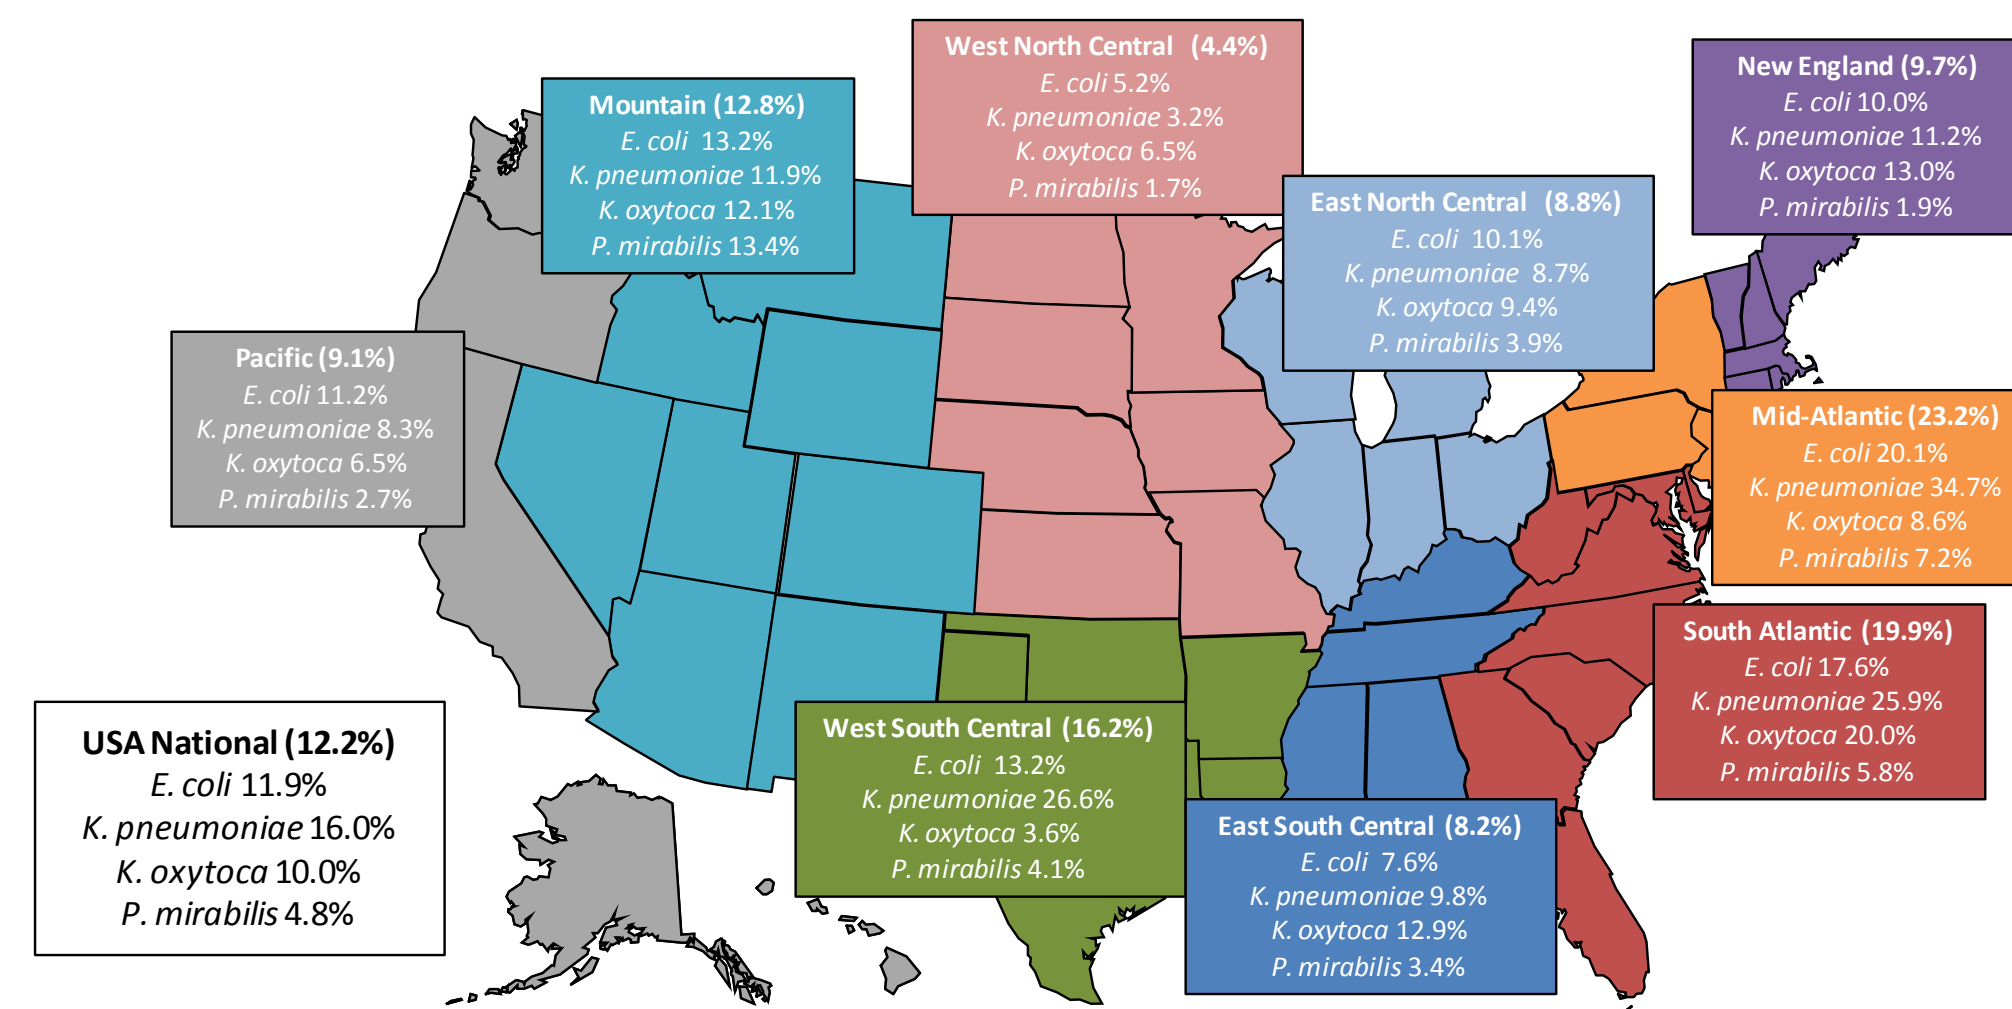 West North Central (4.4%)
E. coli 5.2%
K. pneumoniae 3.2%
K. oxytoca 6.5%
P. mirabilis 1.7%
New England (9.7%)
E. coli 10.0%
K. pneumoniae 11.2%
K. oxytoca 13.0%
P. mirabilis 1.9%
Mountain (12.8%)
E. coli 13.2%
K. pneumoniae 11.9%
K. oxytoca 12.1%
P. mirabilis 13.4%
East North Central (8.8%)
E. coli 10.1%
K. pneumoniae 8.7%
K. oxytoca 9.4%
P. mirabilis 3.9%
Pacific (9.1%)
E. coli 11.2%
K. pneumoniae 8.3%
K. oxytoca 6.5%
P. mirabilis 2.7%
Mid-Atlantic (23.2%)
E. coli 20.1%
K. pneumoniae 34.7%
K. oxytoca 8.6%
P. mirabilis 7.2%
South Atlantic (19.9%)
E. coli 17.6%
K. pneumoniae 25.9%
K. oxytoca 20.0%
P. mirabilis 5.8%
USA National (12.2%)
E. coli 11.9%
K. pneumoniae 16.0%
K. oxytoca 10.0%
P. mirabilis 4.8%
West South Central (16.2%)
E. coli 13.2%
K. pneumoniae 26.6%
K. oxytoca 3.6%
P. mirabilis 4.1%
East South Central (8.2%)
E. coli 7.6%
K. pneumoniae 9.8%
K. oxytoca 12.9%
P. mirabilis 3.4%